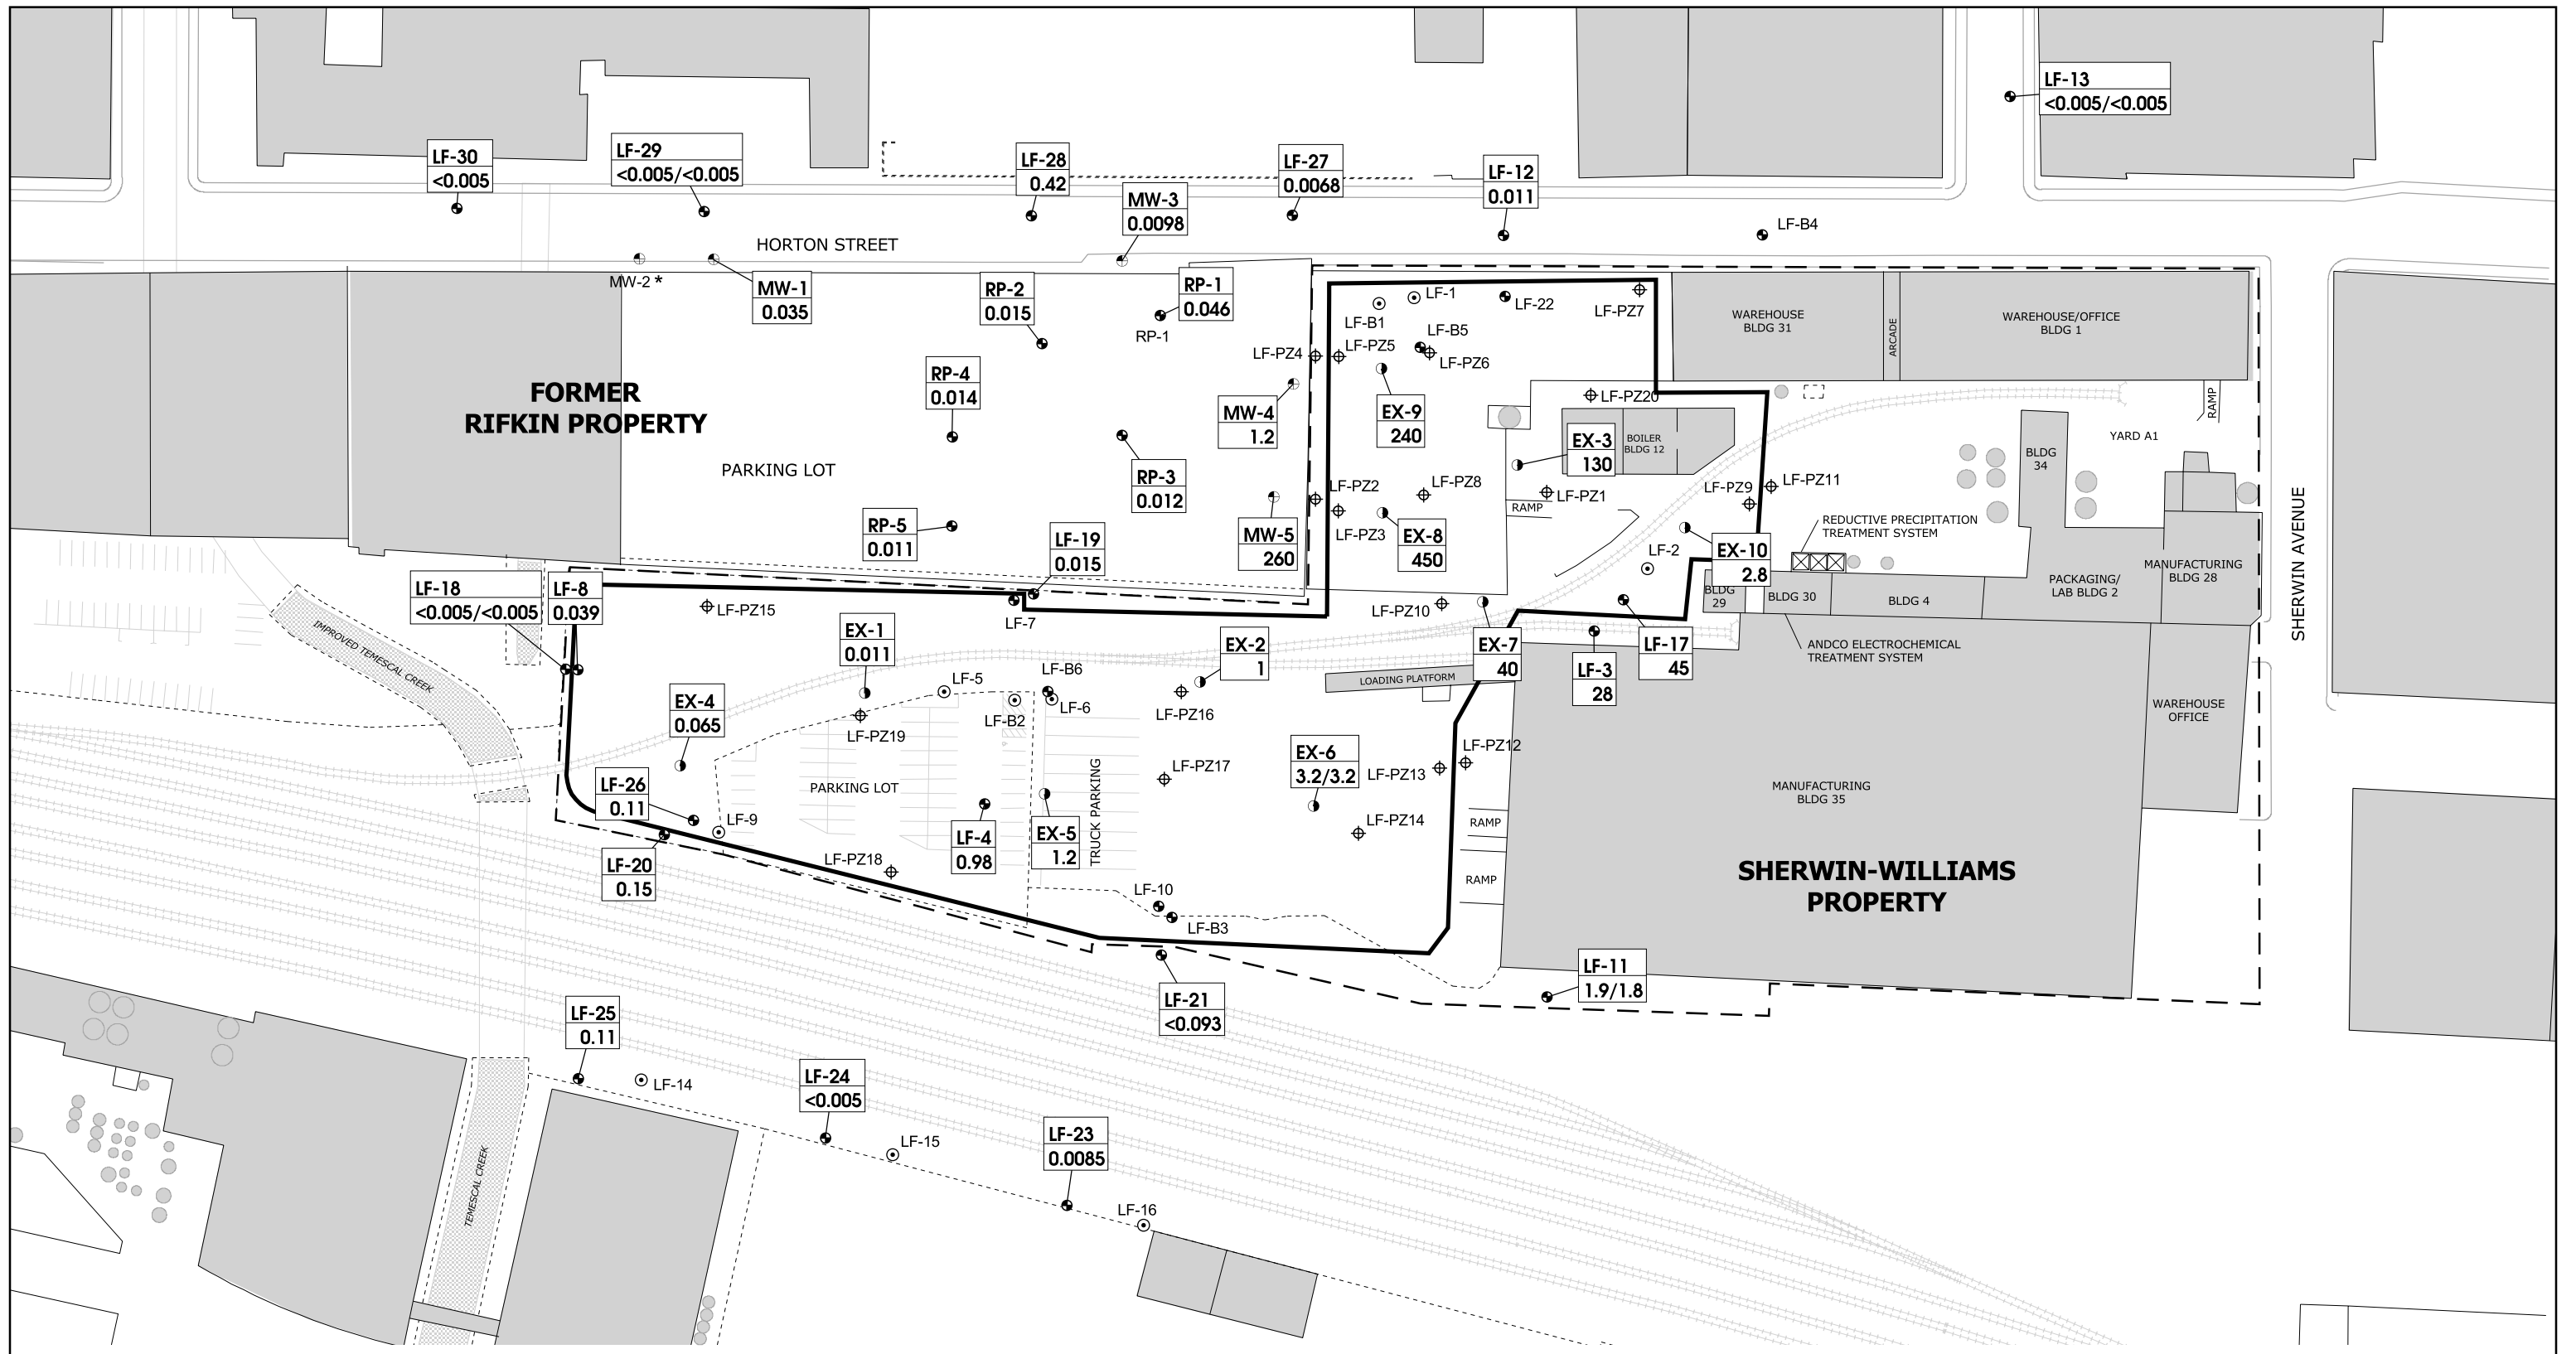 LF-13
<0.005/<0.005
LF-30
<0.005
LF-29
<0.005/<0.005
LF-28
0.42
LF-27
0.0068
LF-12
0.011
MW-3
0.0098
LF-B4
HORTON STREET
MW-2 *
MW-1
0.035
RP-2
0.015
RP-1
0.046
RP-1
LF-1
LF-B1
LF-22
LF-PZ7
LF-B5
LF-PZ4
LF-PZ5
LF-PZ6
WAREHOUSE
BLDG 31
ARCADE
WAREHOUSE/OFFICE
BLDG 1
FORMER
RIFKIN PROPERTY
RP-4
0.014
MW-4
1.2
EX-9
240
LF-PZ20
EX-3
130
BOILER
BLDG 12
RAMP
YARD A1
BLDG
34
PARKING LOT
RP-3
0.012
LF-PZ2
LF-PZ8
LF-PZ1
LF-PZ9
LF-PZ11
RAMP
RP-5
0.011
LF-19
0.015
MW-5
260
LF-PZ3
EX-8
450
LF-2
EX-10
2.8
REDUCTIVE PRECIPITATION
TREATMENT SYSTEM
MANUFACTURING
BLDG 28
SHERWIN AVENUE
LF-18
<0.005/<0.005
LF-8
0.039
LF-PZ15
LF-7
LF-PZ10
BLDG
29
BLDG 30
BLDG 4
PACKAGING/
LAB BLDG 2
IMPROVED TEMESCAL CREEK
EX-1
0.011
EX-2
1
EX-7
40
LF-3
28
LF-17
45
ANDCO ELECTROCHEMICAL
TREATMENT SYSTEM
LF-5
LF-B6
LOADING PLATFORM
EX-4
0.065
LF-B2
LF-6
LF-PZ16
LF-PZ19
WAREHOUSE
OFFICE
LF-26
0.11
PARKING LOT
LF-PZ17
EX-6
3.2/3.2
LF-PZ13
LF-PZ12
MANUFACTURING
BLDG 35
TRUCK PARKING
LF-9
LF-4
0.98
EX-5
1.2
LF-PZ14
RAMP
LF-20
0.15
LF-PZ18
RAMP
SHERWIN-WILLIAMS
PROPERTY
LF-10
LF-B3
LF-11
1.9/1.8
LF-21
<0.093
LF-25
0.11
LF-14
LF-24
<0.005
LF-15
LF-23
0.0085
LF-16
TEMESCAL CREEK